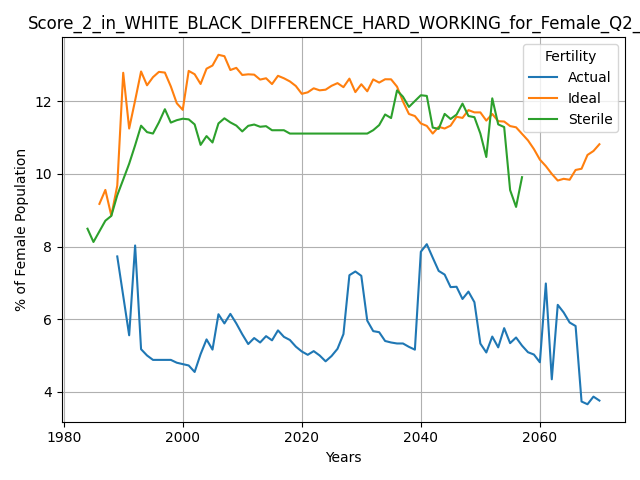 Score_2_in_WHITE_BLACK_DIFFERENCE_HARD_WORKING_for_Female_Q2_
Fertility
Actual
Ideal
Sterile
% of Female Population
12
10
8
6
4
1980
2000
2020
2040
2060
Years